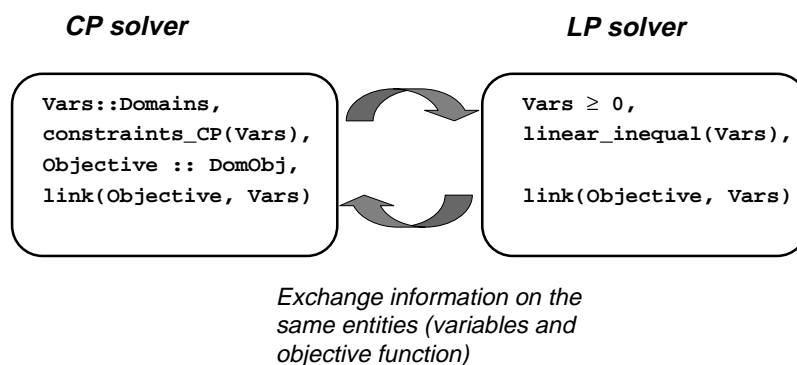 CP solver
LP solver
Vars::Domains,
constraints_CP(Vars),
Objective :: DomObj,
link(Objective, Vars)
Vars ≥ 0,
linear_inequal(Vars),
link(Objective, Vars)
Exchange information on the
same entities (variables and
objective function)